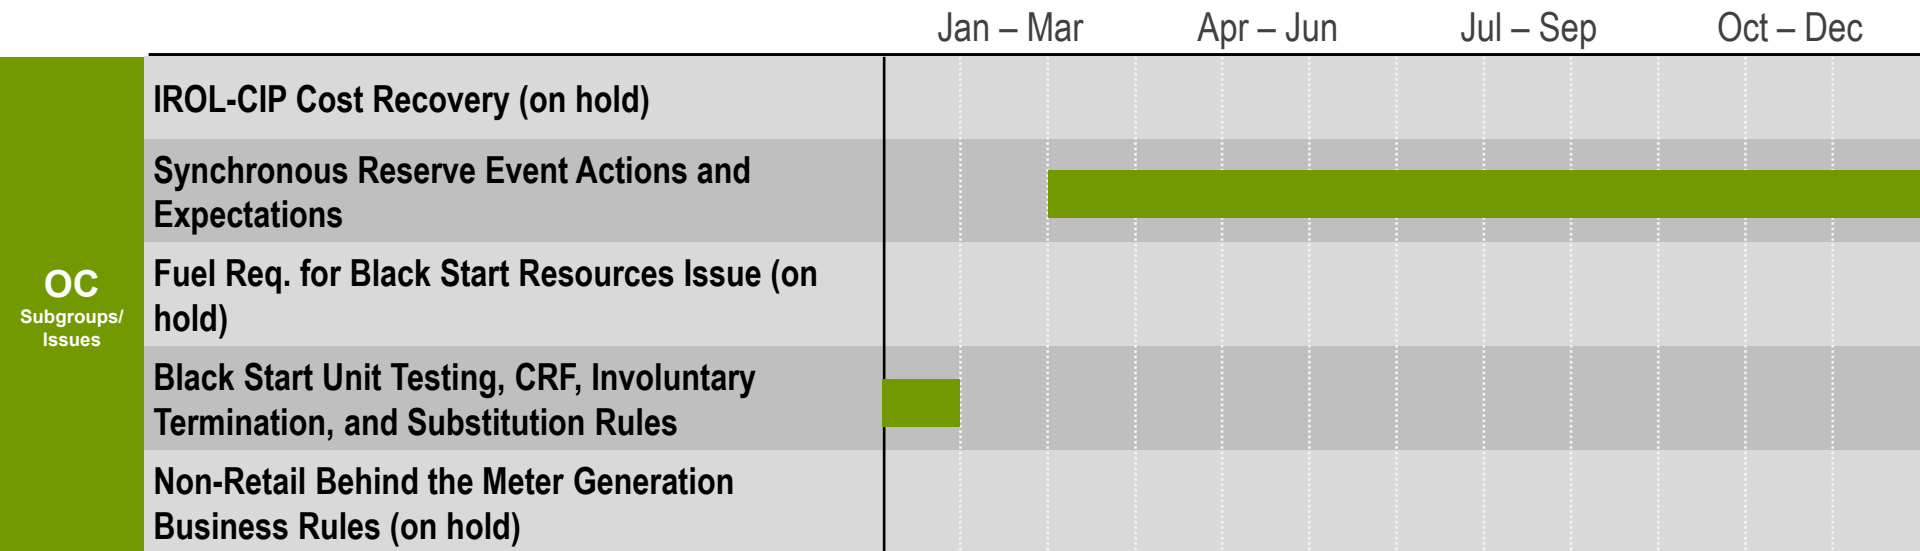 Jan – Mar Apr – Jun Jul – Sep Oct – Dec
OC
Subgroups/
Issues
IROL-CIP Cost Recovery (on hold)
Synchronous Reserve Event Actions and
Expectations
Fuel Req. for Black Start Resources Issue (on
hold)
Black Start Unit Testing, CRF, Involuntary
Termination, and Substitution Rules
Non-Retail Behind the Meter Generation
Business Rules (on hold)